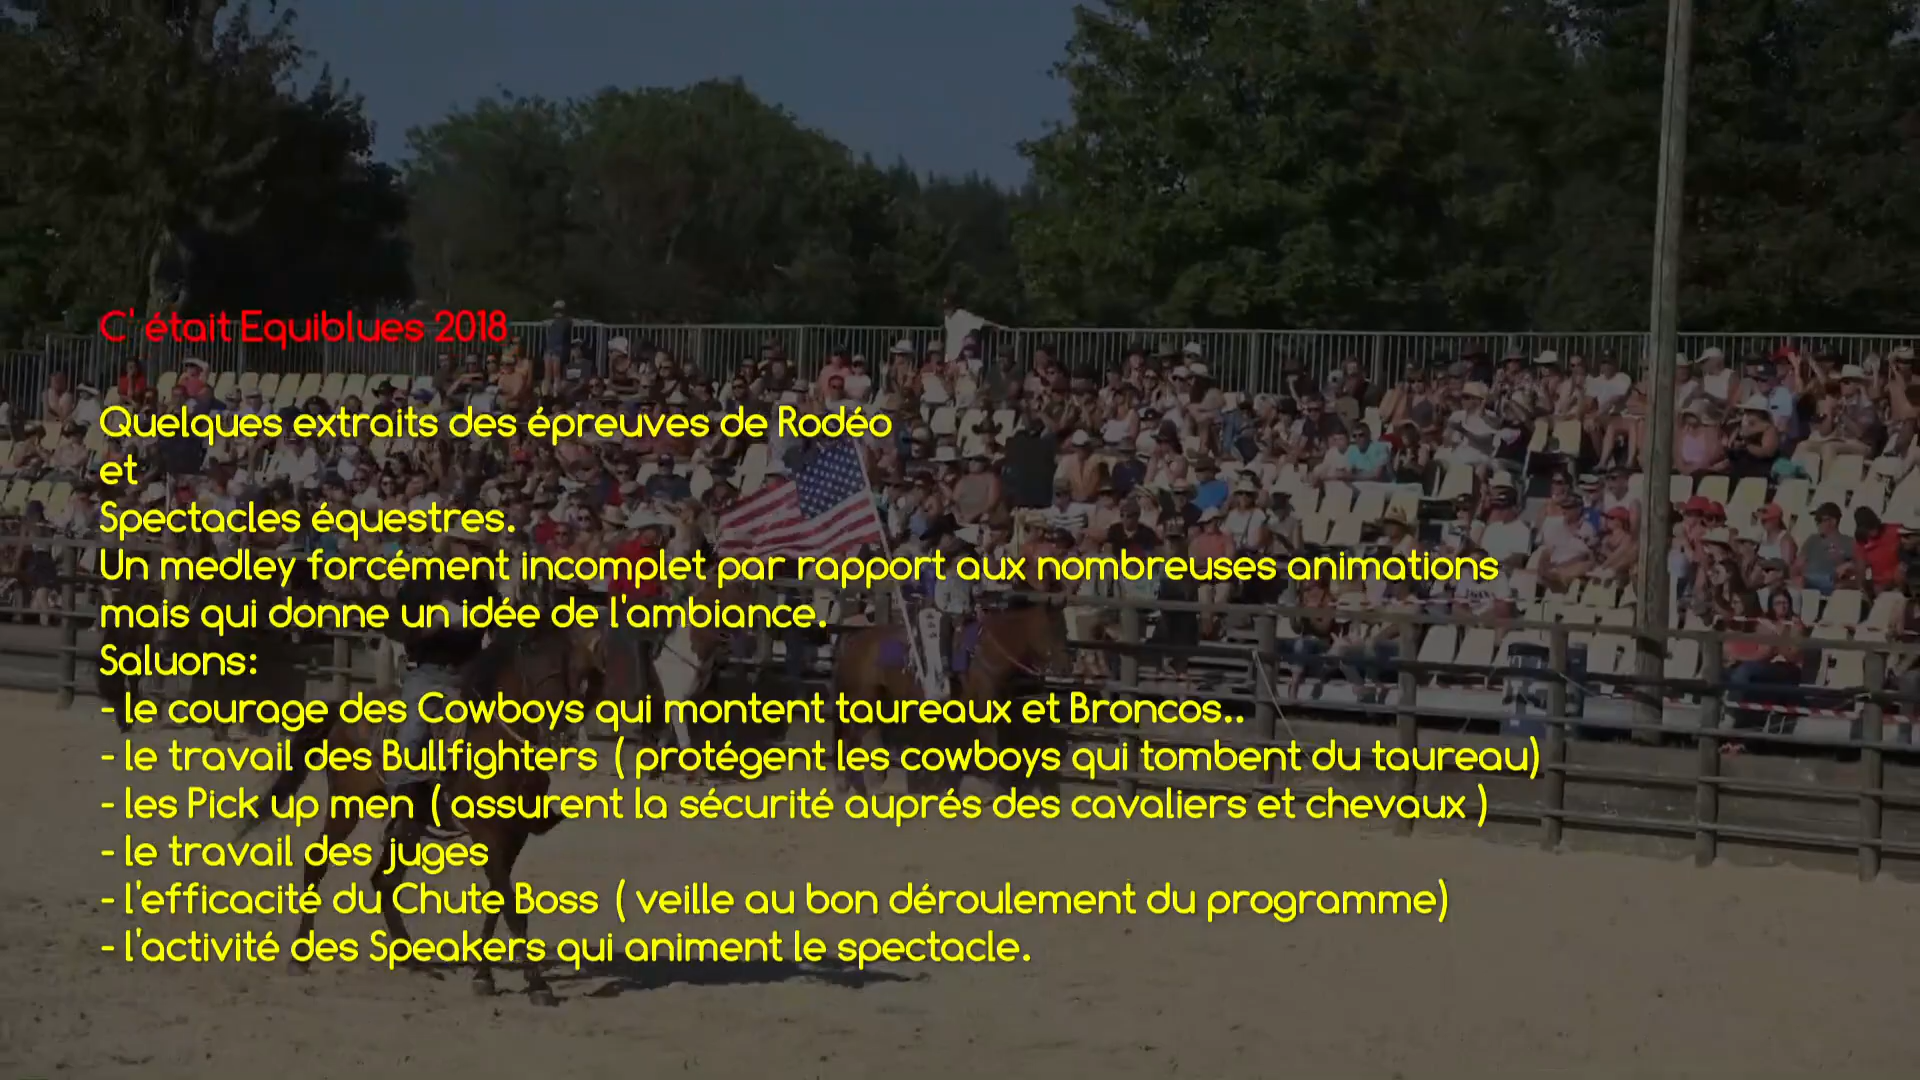 C' était Equiblues 2018
Quelques extraits des épreuves de Rodéo
et
Spectacles équestres.
Un medley forcément incomplet par rapport aux nombreuses animations
mais qui donne un idée de l'ambiance.
Saluons:
- le courage des Cowboys qui montent taureaux et Broncos..
- le travail des Bullfighters ( protégent les cowboys qui tombent du taureau)
- les Pick up men ( assurent la sécurité auprés des cavaliers et chevaux )
- le travail des juges
- l'efficacité du Chute Boss ( veille au bon déroulement du programme)
- l'activité des Speakers qui animent le spectacle.